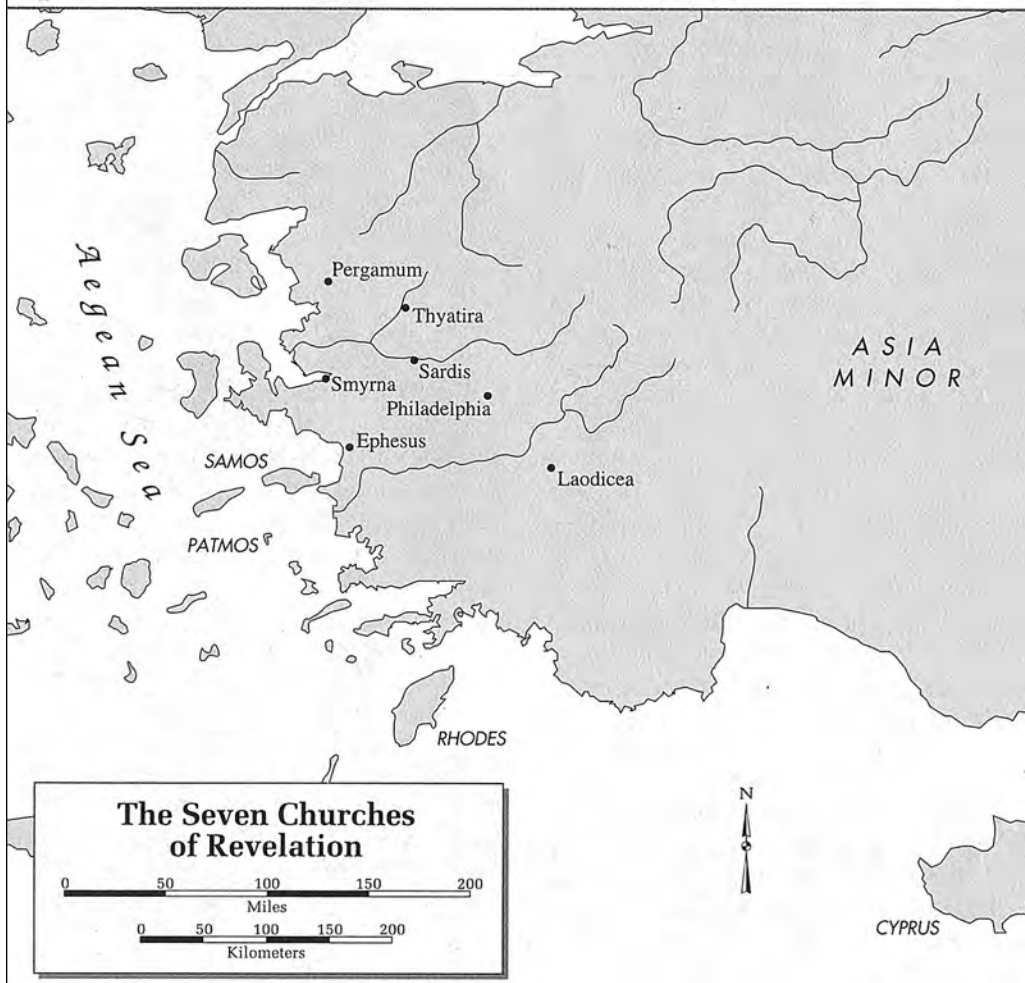 Pergamum
Thyatira
Aegean Sea
ASIA
MINOR
Sardis
Smyrna
Philadelphia
Ephesus
SAMOS
Laodicea
PATMOS
RHODES
The Seven Churches
of Revelation
0 50 100 150 200
Miles
0 50 100 150 200
Kilometers
N
CYPRUS